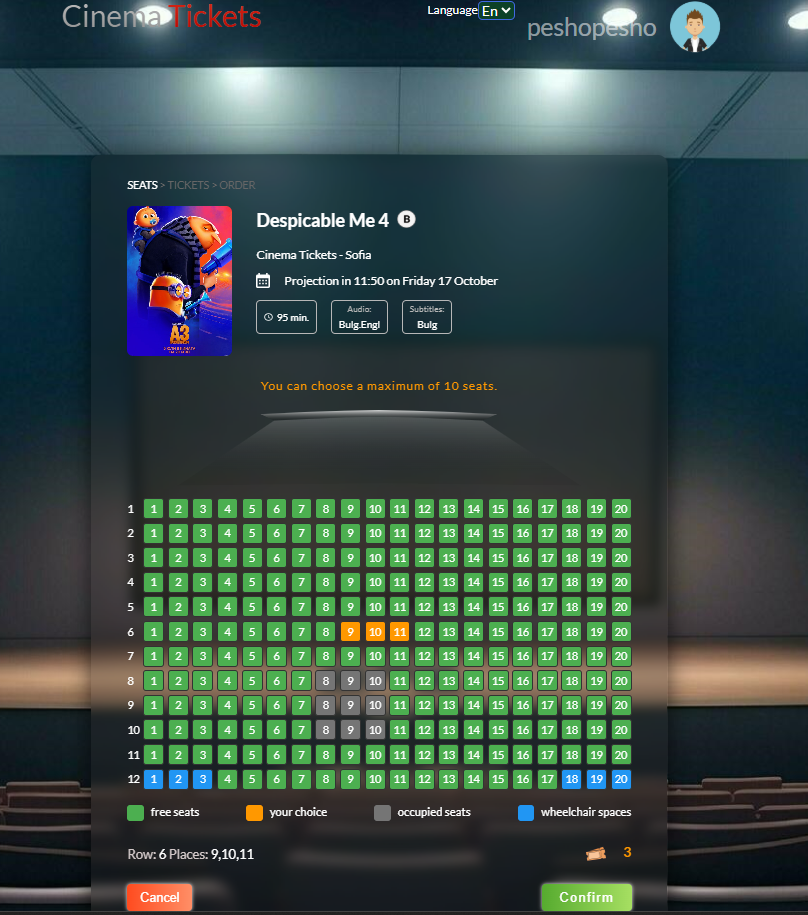 Cinema Tickets
Language En
peshopesho
SEATS > TICKETS > ORDER
Despicable Me 4 B
Cinema Tickets - Sofia
Projection in 11:50 on Friday 17 October
95 min.
Audio:
Bulg.Engl
Subtitles:
Bulg
You can choose a maximum of 10 seats.
1 1 2 3 4 5 6 7 8 9 10 11 12 13 14 15 16 17 18 19 20
2 1 2 3 4 5 6 7 8 9 10 11 12 13 14 15 16 17 18 19 20
3 1 2 3 4 5 6 7 8 9 10 11 12 13 14 15 16 17 18 19 20
4 1 2 3 4 5 6 7 8 9 10 11 12 13 14 15 16 17 18 19 20
5 1 2 3 4 5 6 7 8 9 10 11 12 13 14 15 16 17 18 19 20
6 1 2 3 4 5 6 7 8 9 10 11 12 13 14 15 16 17 18 19 20
7 1 2 3 4 5 6 7 8 9 10 11 12 13 14 15 16 17 18 19 20
8 1 2 3 4 5 6 7 8 9 10 11 12 13 14 15 16 17 18 19 20
9 1 2 3 4 5 6 7 8 9 10 11 12 13 14 15 16 17 18 19 20
10 1 2 3 4 5 6 7 8 9 10 11 12 13 14 15 16 17 18 19 20
11 1 2 3 4 5 6 7 8 9 10 11 12 13 14 15 16 17 18 19 20
12 1 2 3 4 5 6 7 8 9 10 11 12 13 14 15 16 17 18 19 20
free seats your choice occupied seats wheelchair spaces
Row: 6 Places: 9,10,11 3
Cancel Confirm